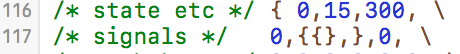 116 /* state etc */ { 0,15,300, \
117 /* signals */ 0,{{},},0, \